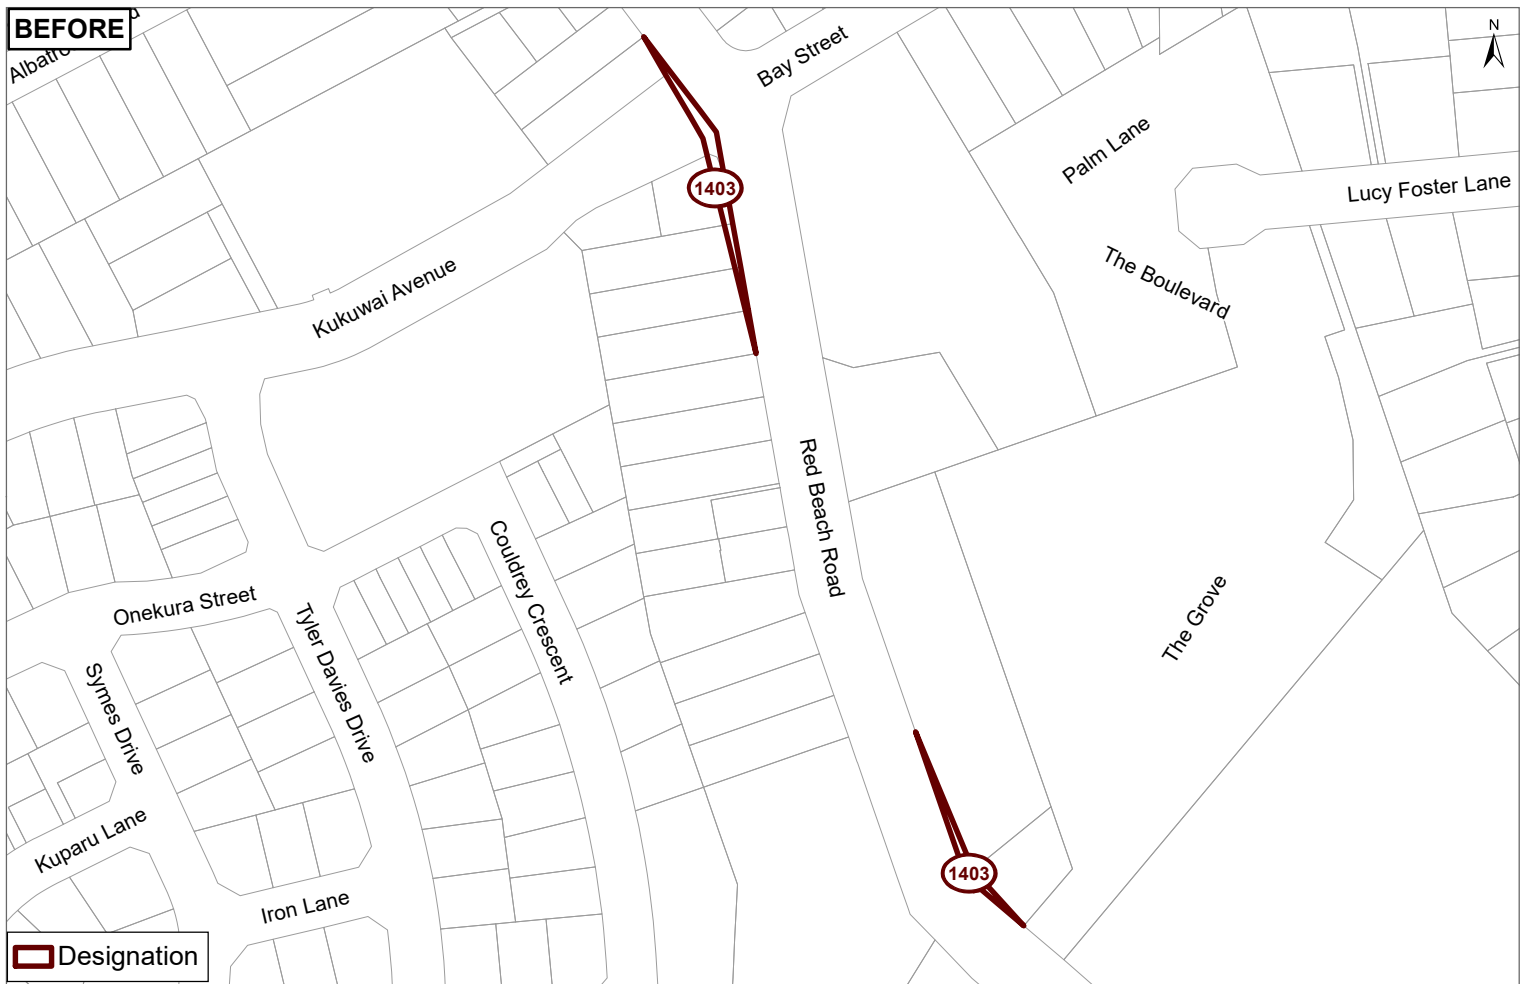 BEFORE
N
Bay Street
Palm Lane
Lucy Foster Lane
1403
The Boulevard
Kukuwai Avenue
Red Beach Road
Couldrey Crescent
Onekura Street
The Grove
Tyler Davies Drive
Symes Drive
Kuparu Lane
1403
Iron Lane
Designation